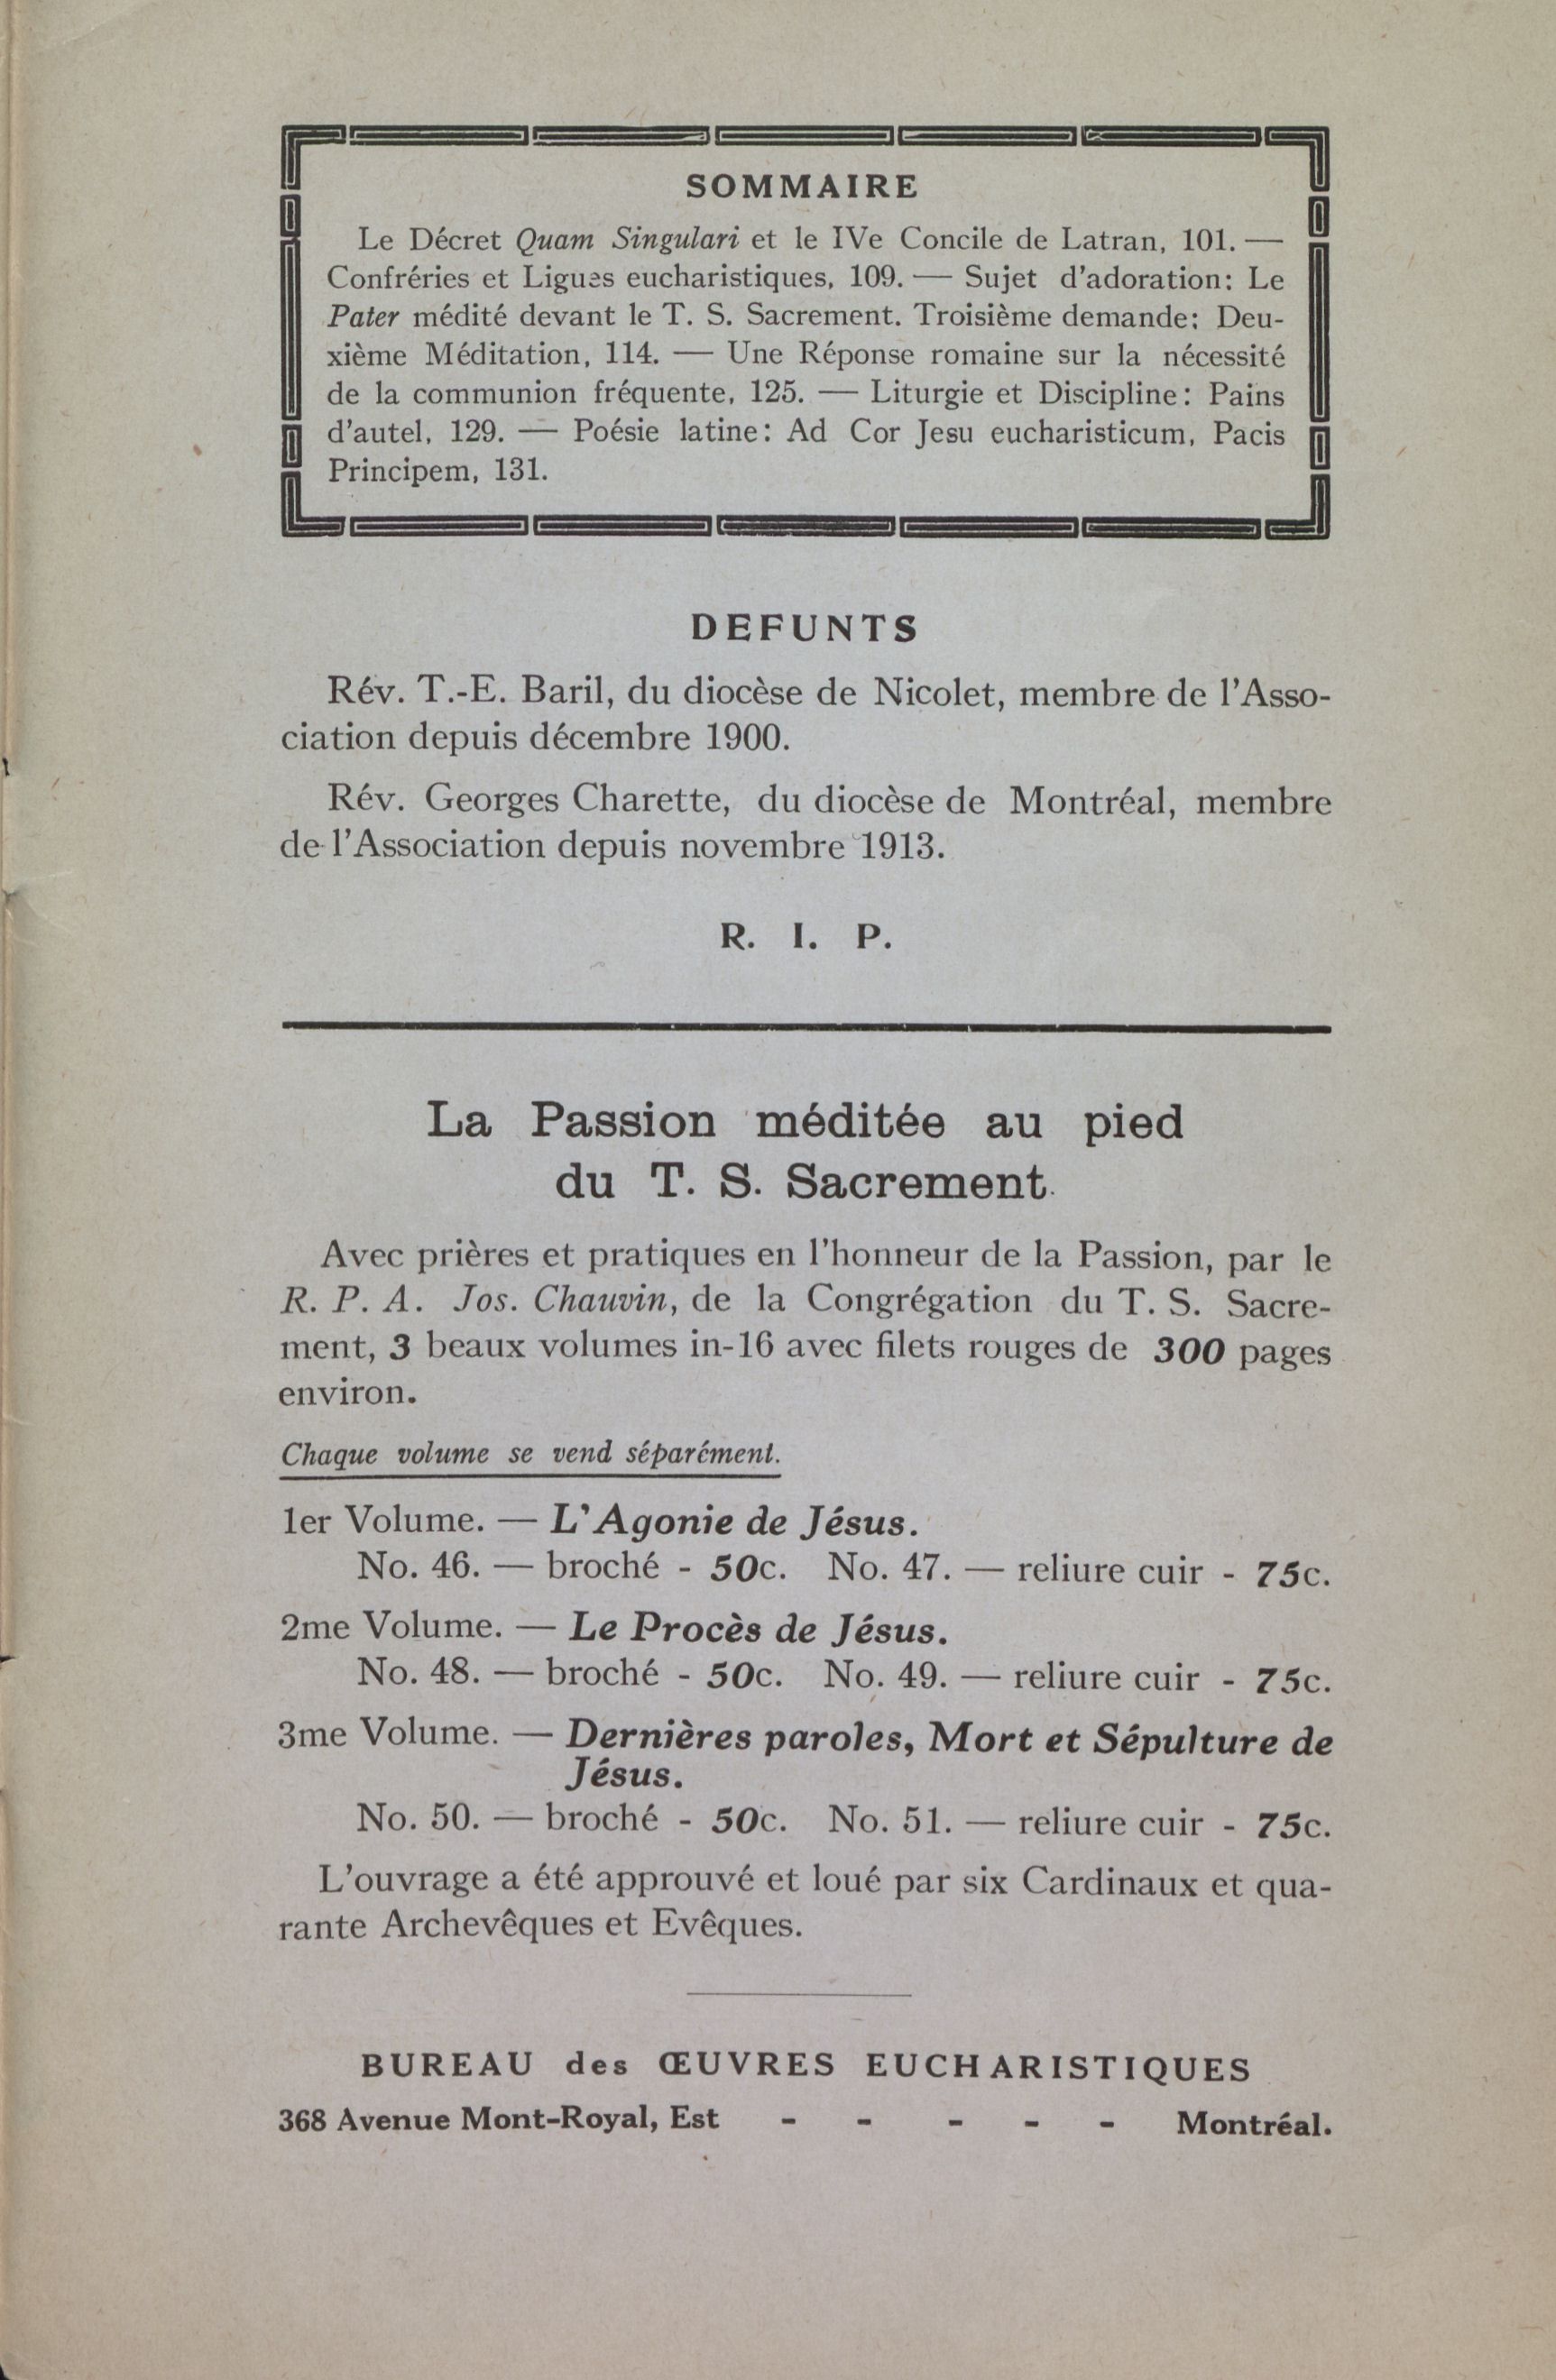 SOMMAIRE
Le Décret Quam Singulari et le IVe Concile de Latran, 101. —
Confréries et Ligues eucharistiques, 109. — Sujet d'adoration: Le
Pater médité devant le T. S. Sacrement. Troisième demande: Deu-
xième Méditation, 114. — Une Réponse romaine sur la nécessité
de la communion fréquente, 125. — Liturgie et Discipline: Pains
d'autel, 129. — Poésie latine: Ad Cor Jesu eucharisticum, Pacis
Principem, 131.
DEFUNTS
Rév. T.-E. Baril, du diocèse de Nicolet, membre de l'Asso-
ciation depuis décembre 1900.
Rév. Georges Charette, du diocèse de Montréal, membre
de l'Association depuis novembre 1913.
R. I. P.
La Passion méditée au pied
du T. S. Sacrement.
Avec prières et pratiques en l'honneur de la Passion, par le
R. P. A. Jos. Chauvin, de la Congrégation du T. S. Sacre-
ment, 3 beaux volumes in-16 avec filets rouges de 300 pages
environ.
Chaque volume se vend séparément.
1er Volume. — L'Agonie de Jésus.
No. 46. — broché - 50c. No. 47. — reliure cuir - 75c.
2me Volume. — Le Procès de Jésus.
No. 48. — broché - 50c. No. 49. — reliure cuir - 75c.
3me Volume. — Dernières paroles, Mort et Sépulture de
Jésus.
No. 50. — broché - 50c. No. 51. — reliure cuir - 75c.
L'ouvrage a été approuvé et loué par six Cardinaux et qua-
rante Archevêques et Evêques.
BUREAU des ŒUVRES EUCHARISTIQUES
368 Avenue Mont-Royal, Est - - - - - Montréal.